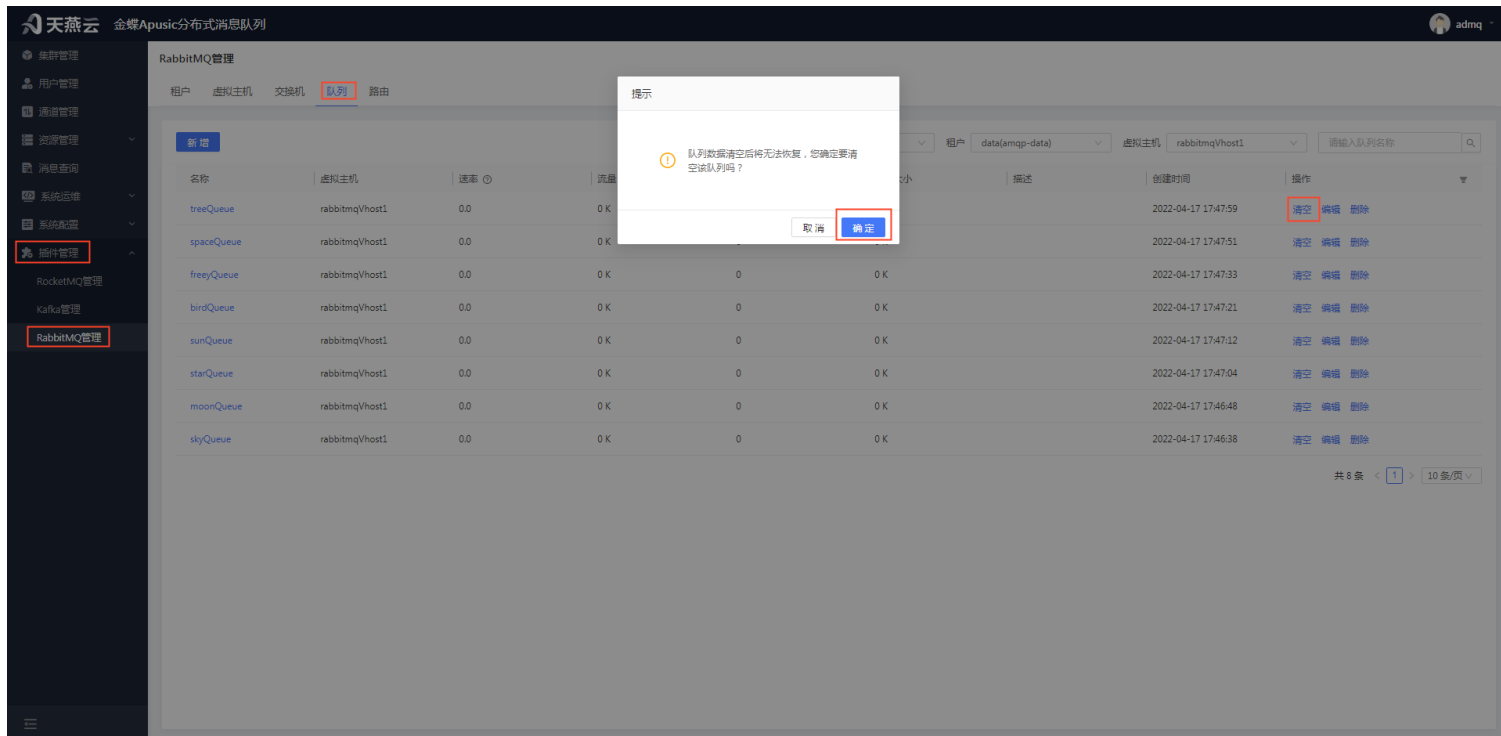 天燕云 金蝶Apusic分布式消息队列
admq
集群管理
用户管理
通道管理
资源管理
消息查询
系统运维
系统配置
插件管理
RocketMQ管理
Kafka管理
RabbitMQ管理
RabbitMQ管理
租户 虚拟主机 交换机 队列 路由
新增
租户 data(amqp-data) 虚拟主机 rabbitmqVhost1 请输入队列名称
名称 虚拟主机 速率 流量 描述 创建时间 操作
treeQueue rabbitmqVhost1 0.0 0 K 2022-04-17 17:47:59 清空 编辑 删除
spaceQueue rabbitmqVhost1 0.0 0 K 2022-04-17 17:47:51 清空 编辑 删除
freeyQueue rabbitmqVhost1 0.0 0 K 0 0 K 2022-04-17 17:47:33 清空 编辑 删除
birdQueue rabbitmqVhost1 0.0 0 K 0 0 K 2022-04-17 17:47:21 清空 编辑 删除
sunQueue rabbitmqVhost1 0.0 0 K 0 0 K 2022-04-17 17:47:12 清空 编辑 删除
starQueue rabbitmqVhost1 0.0 0 K 0 0 K 2022-04-17 17:47:04 清空 编辑 删除
moonQueue rabbitmqVhost1 0.0 0 K 0 0 K 2022-04-17 17:46:48 清空 编辑 删除
skyQueue rabbitmqVhost1 0.0 0 K 0 0 K 2022-04-17 17:46:38 清空 编辑 删除
共 8 条 < 1 > 10 条/页
提示
队列数据清空后将无法恢复，您确定要清
空该队列吗？
取消 确定